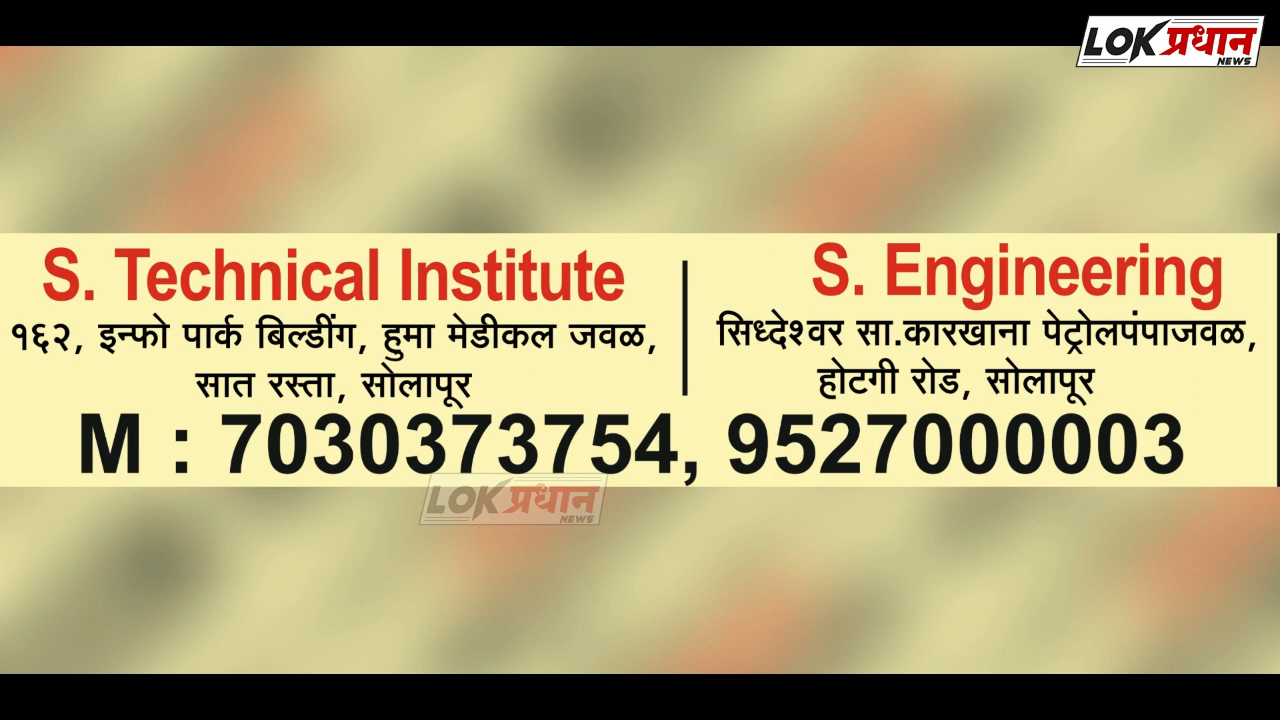 LOK प्रधान
NEWS
S. Technical Institute
१६२, इन्फो पार्क बिल्डींग, हुमा मेडीकल जवळ,
सात रस्ता, सोलापूर
S. Engineering
सिध्देश्वर सा.कारखाना पेट्रोलपंपाजवळ,
होटगी रोड, सोलापूर
M : 7030373754, 9527000003
LOK प्रधान
NEWS